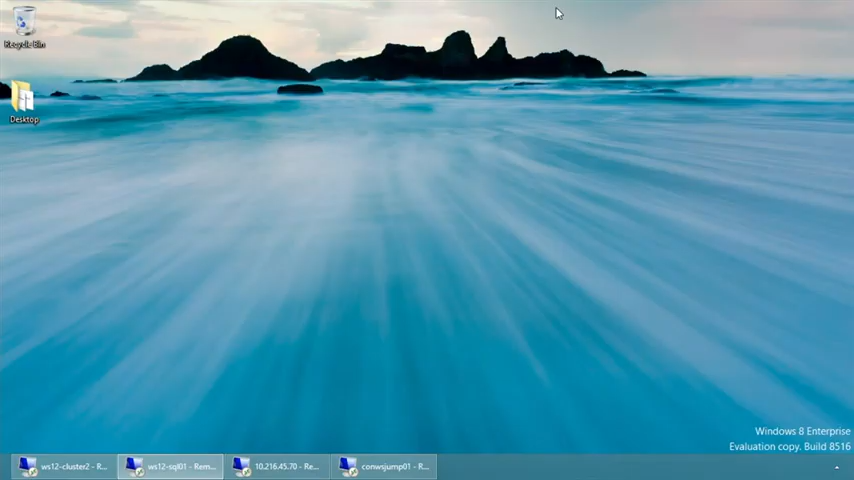 Recycle Bin
Desktop
Windows 8 Enterprise
Evaluation copy. Build 8516
ws12-cluster2 - R...
ws12-sql01 - Rem...
10.216.45.70 - Re...
conwsjump01 - R...